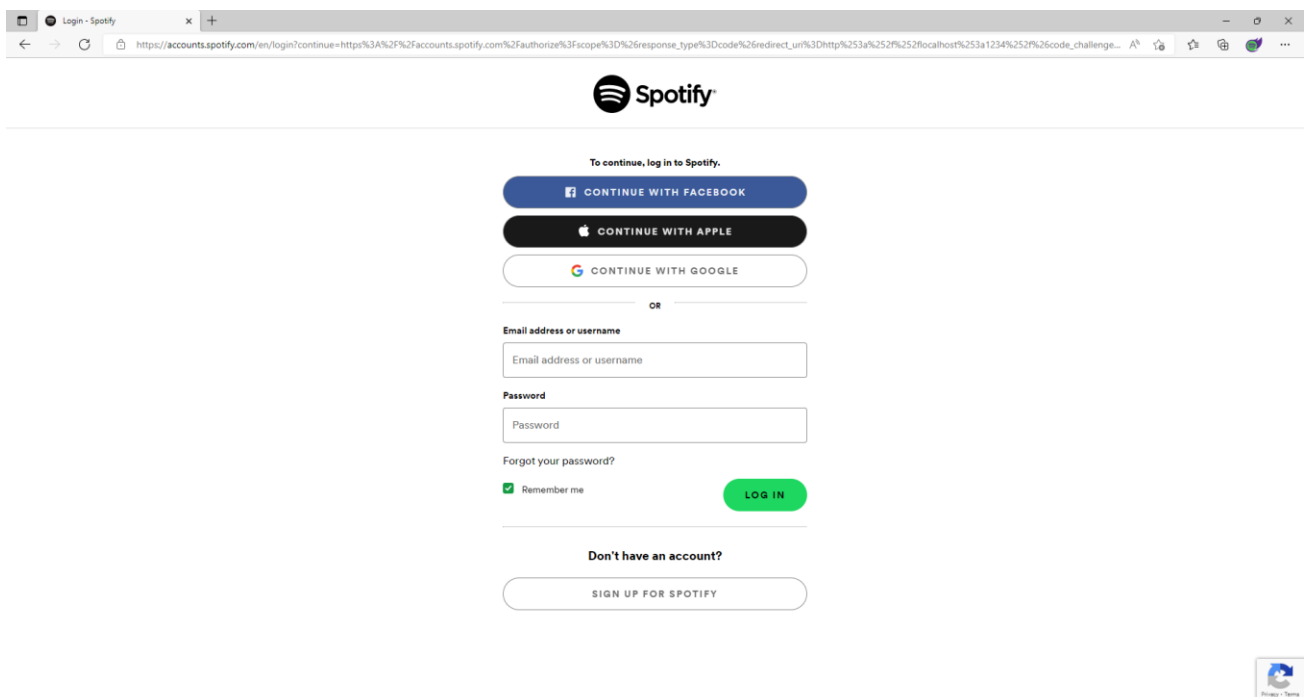 Login - Spotify
https://accounts.spotify.com/en/login?continue=https%3A%2F%2Faccounts.spotify.com%2Fauthorize%3Fscope%3D%26response_type%3Dcode%26redirect_uri%3Dhttp%253a%252f%252flocalhost%253a1234%252f%26code_challenge...
Spotify
To continue, log in to Spotify.
CONTINUE WITH FACEBOOK
CONTINUE WITH APPLE
CONTINUE WITH GOOGLE
OR
Email address or username
Email address or username
Password
Password
Forgot your password?
Remember me
LOG IN
Don't have an account?
SIGN UP FOR SPOTIFY
Privacy - Terms